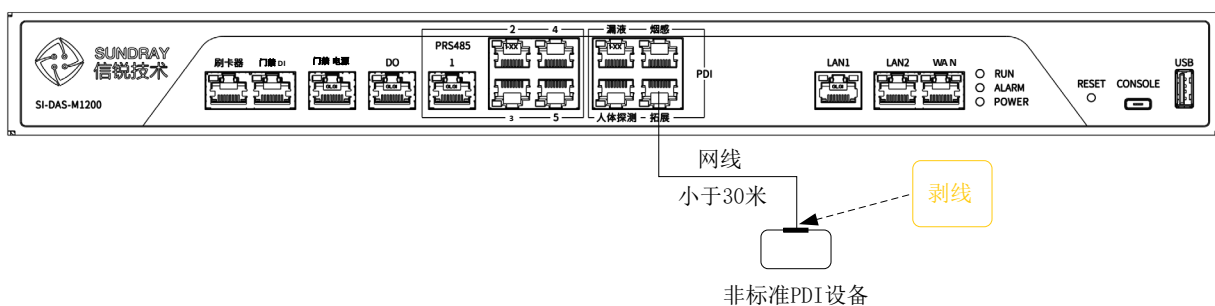 SUNDRAY
信锐技术
SI-DAS-M1200
刷卡器
门禁 DI
门禁 电源
DO
PRS485
1
2
4
3
5
漏液
烟感
人体探测
拓展
PDI
LAN1
LAN2
WAN
RUN
ALARM
POWER
RESET
CONSOLE
USB
网线
小于30米
剥线
非标准PDI设备